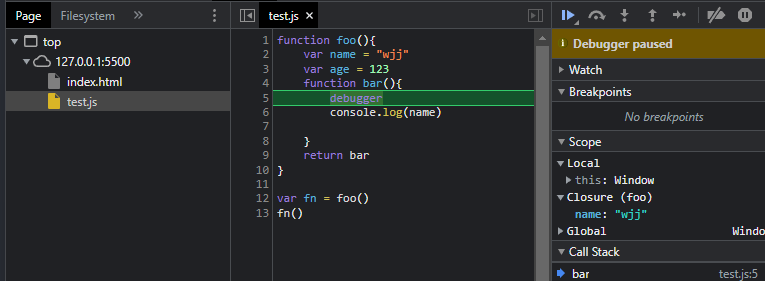 Page
Filesystem
»
top
127.0.0.1:5500
index.html
test.js
test.js
1 function foo(){
2 var name = "wjj"
3 var age = 123
4 function bar(){
5 debugger
6 console.log(name)
7
8 }
9 return bar
10 }
11
12 var fn = foo()
13 fn()
Debugger paused
Watch
Breakpoints
No breakpoints
Scope
Local
this: Window
Closure (foo)
name: "wjj"
Global Windo
Call Stack
bar test.js:5